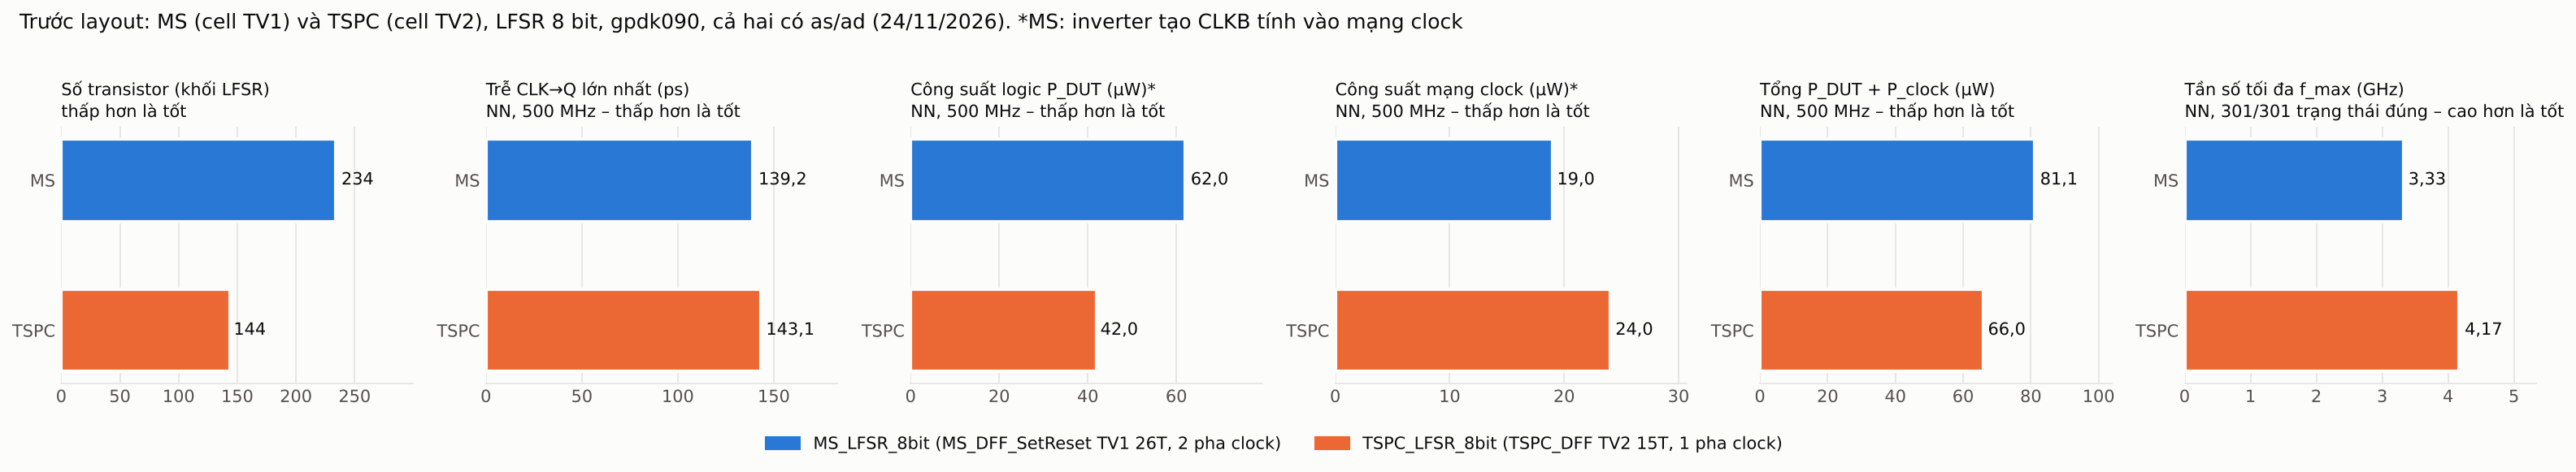 Trước layout: MS (cell TV1) và TSPC (cell TV2), LFSR 8 bit, gpdk090, cả hai có as/ad (24/11/2026). *MS: inverter tạo CLKB tính vào mạng clock
Số transistor (khối LFSR)
thấp hơn là tốt
MS
234
TSPC
144
0 50 100 150 200 250
Trễ CLK→Q lớn nhất (ps)
NN, 500 MHz – thấp hơn là tốt
MS
139,2
TSPC
143,1
0 50 100 150
Công suất logic P_DUT (µW)*
NN, 500 MHz – thấp hơn là tốt
MS
62,0
TSPC
42,0
0 20 40 60
Công suất mạng clock (µW)*
NN, 500 MHz – thấp hơn là tốt
MS
19,0
TSPC
24,0
0 10 20 30
Tổng P_DUT + P_clock (µW)
NN, 500 MHz – thấp hơn là tốt
MS
81,1
TSPC
66,0
0 20 40 60 80 100
Tần số tối đa f_max (GHz)
NN, 301/301 trạng thái đúng – cao hơn là tốt
MS
3,33
TSPC
4,17
0 1 2 3 4 5
MS_LFSR_8bit (MS_DFF_SetReset TV1 26T, 2 pha clock)
TSPC_LFSR_8bit (TSPC_DFF TV2 15T, 1 pha clock)